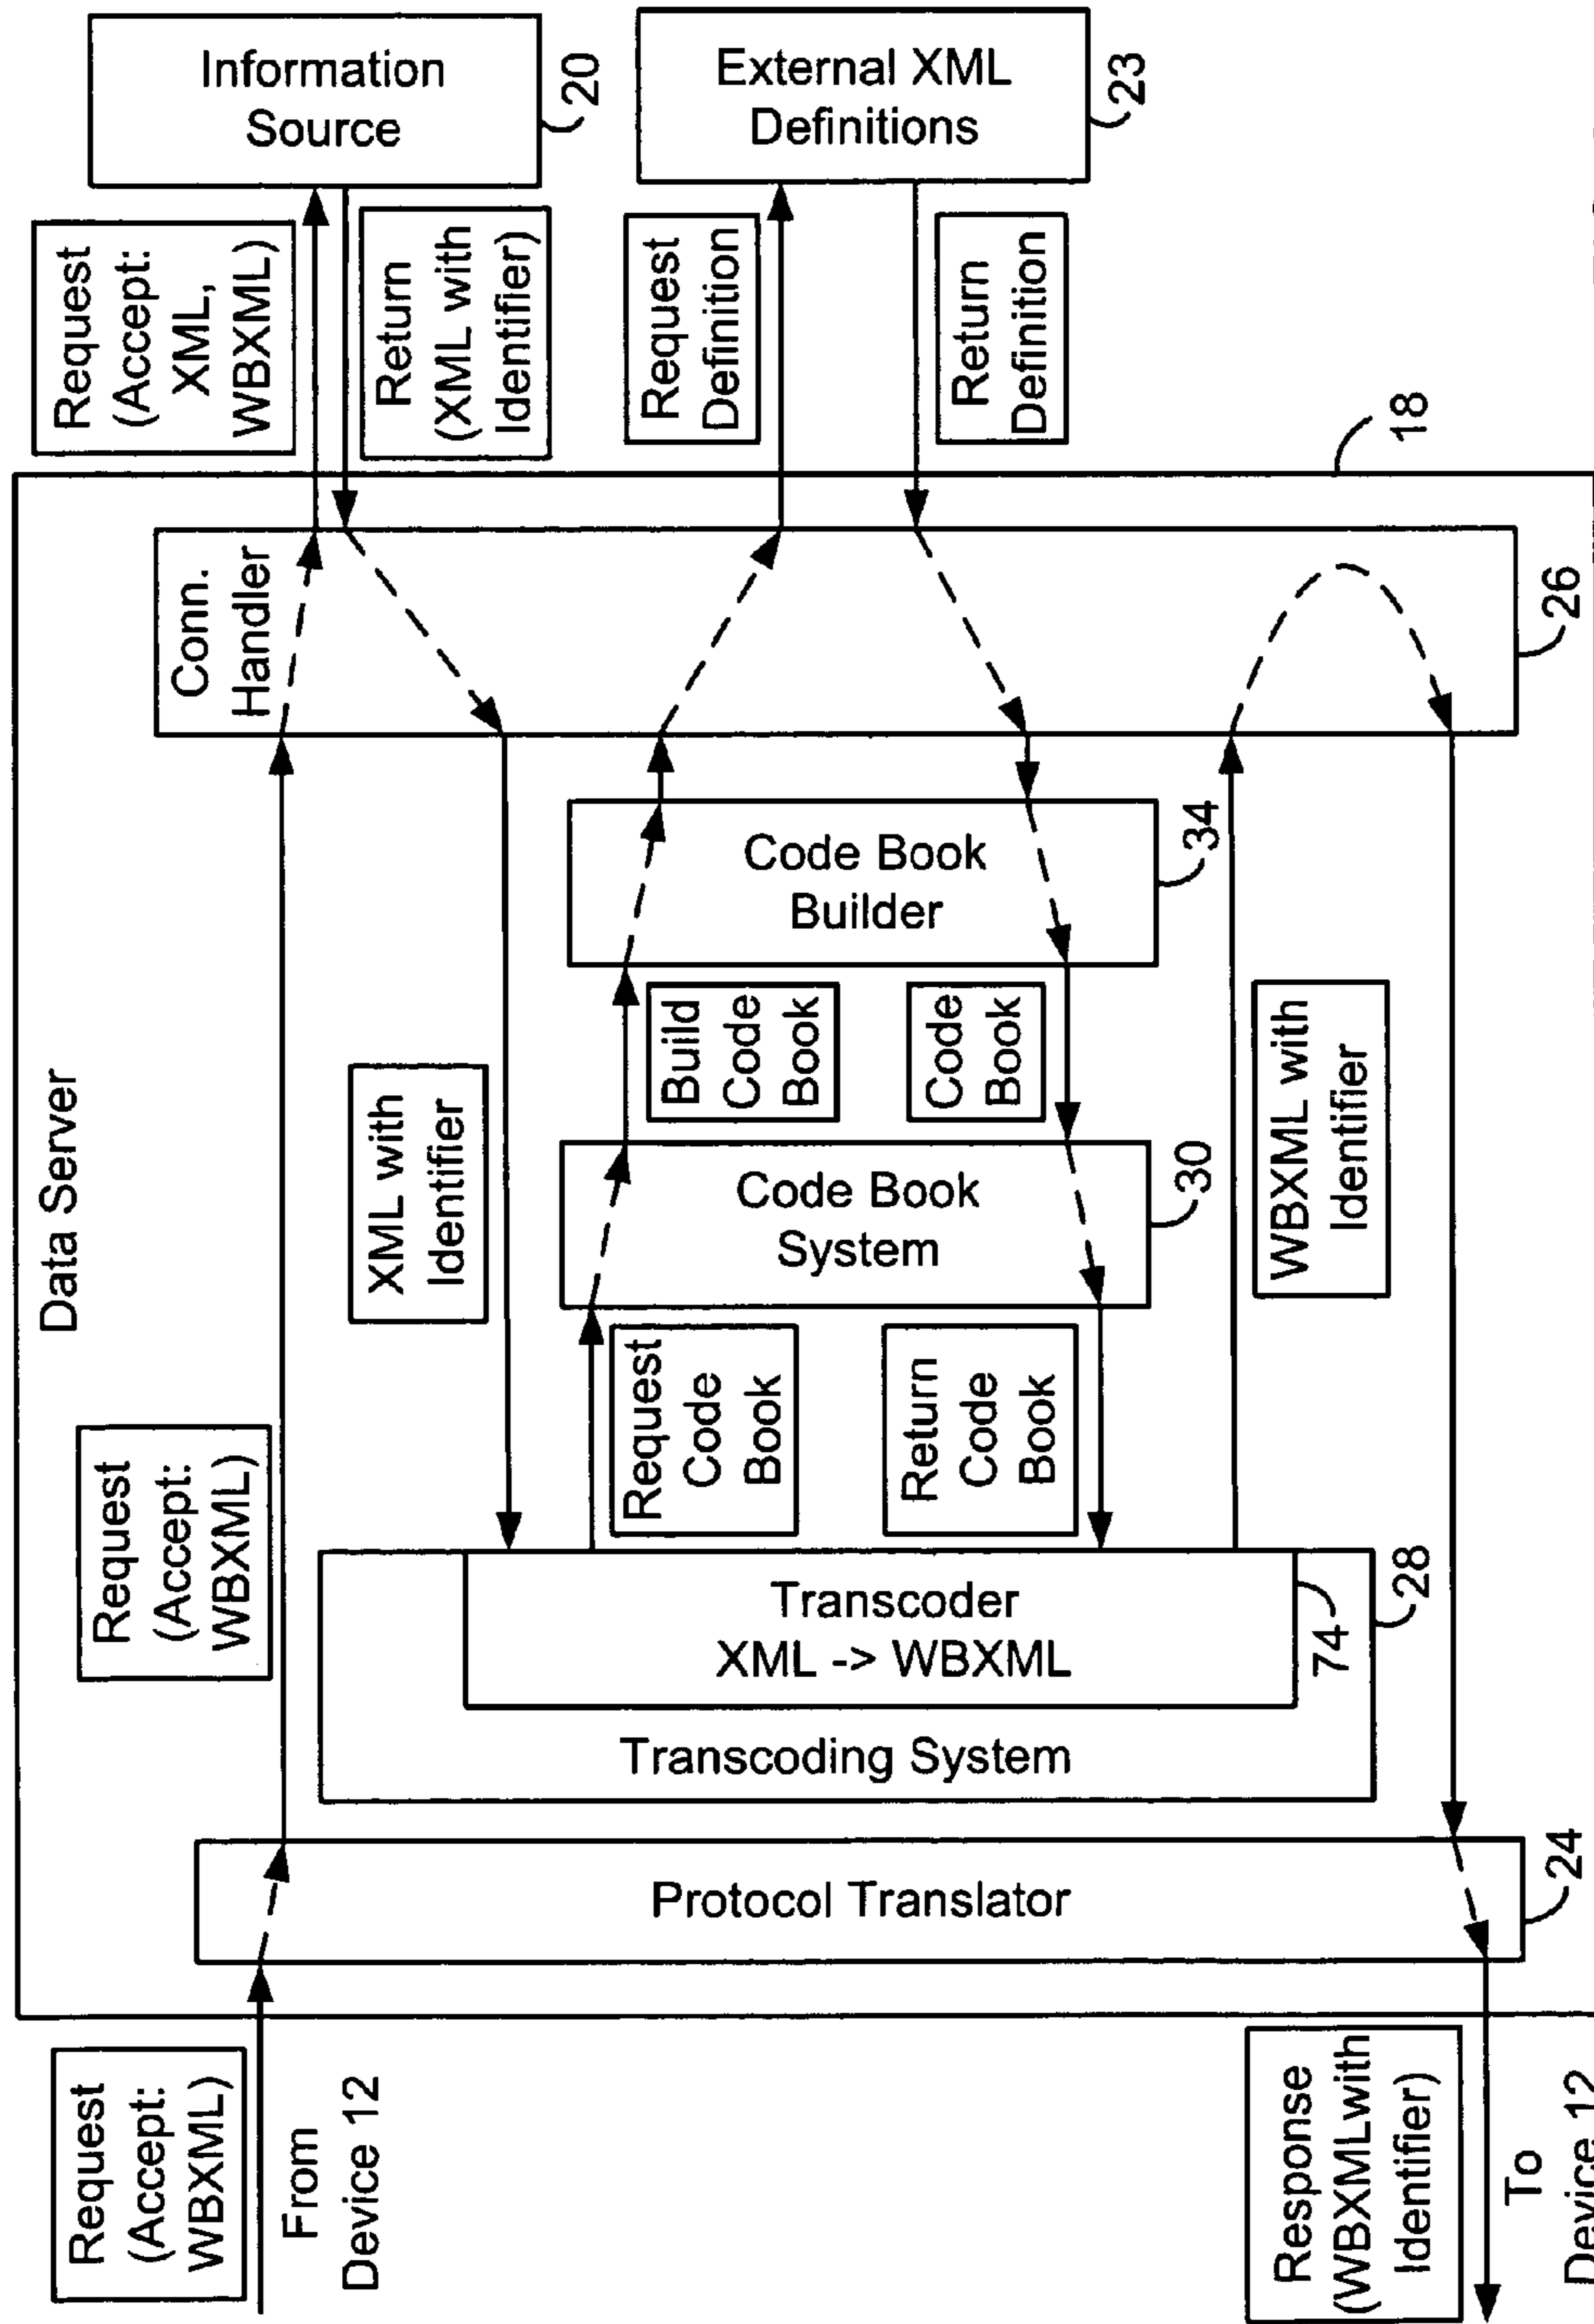 Data Server
Request
(Accept:
WBXML)
From
Device 12
Request
(Accept:
WBXML)
Request
(Accept:
XML,
WBXML)
Information
Source
20
Return
(XML with
Identifier)
Conn.
Handler
XML with
Identifier
Protocol Translator
24
Transcoding System
28
Transcoder
XML -> WBXML
74
Request
Code
Book
Return
Code
Book
Code Book
System
30
Build
Code
Book
Code
Book
Code Book
Builder
34
26
Request
Definition
External XML
Definitions
23
Return
Definition
18
WBXML with
Identifier
Response
(WBXMLwith
Identifier)
To
Device 12